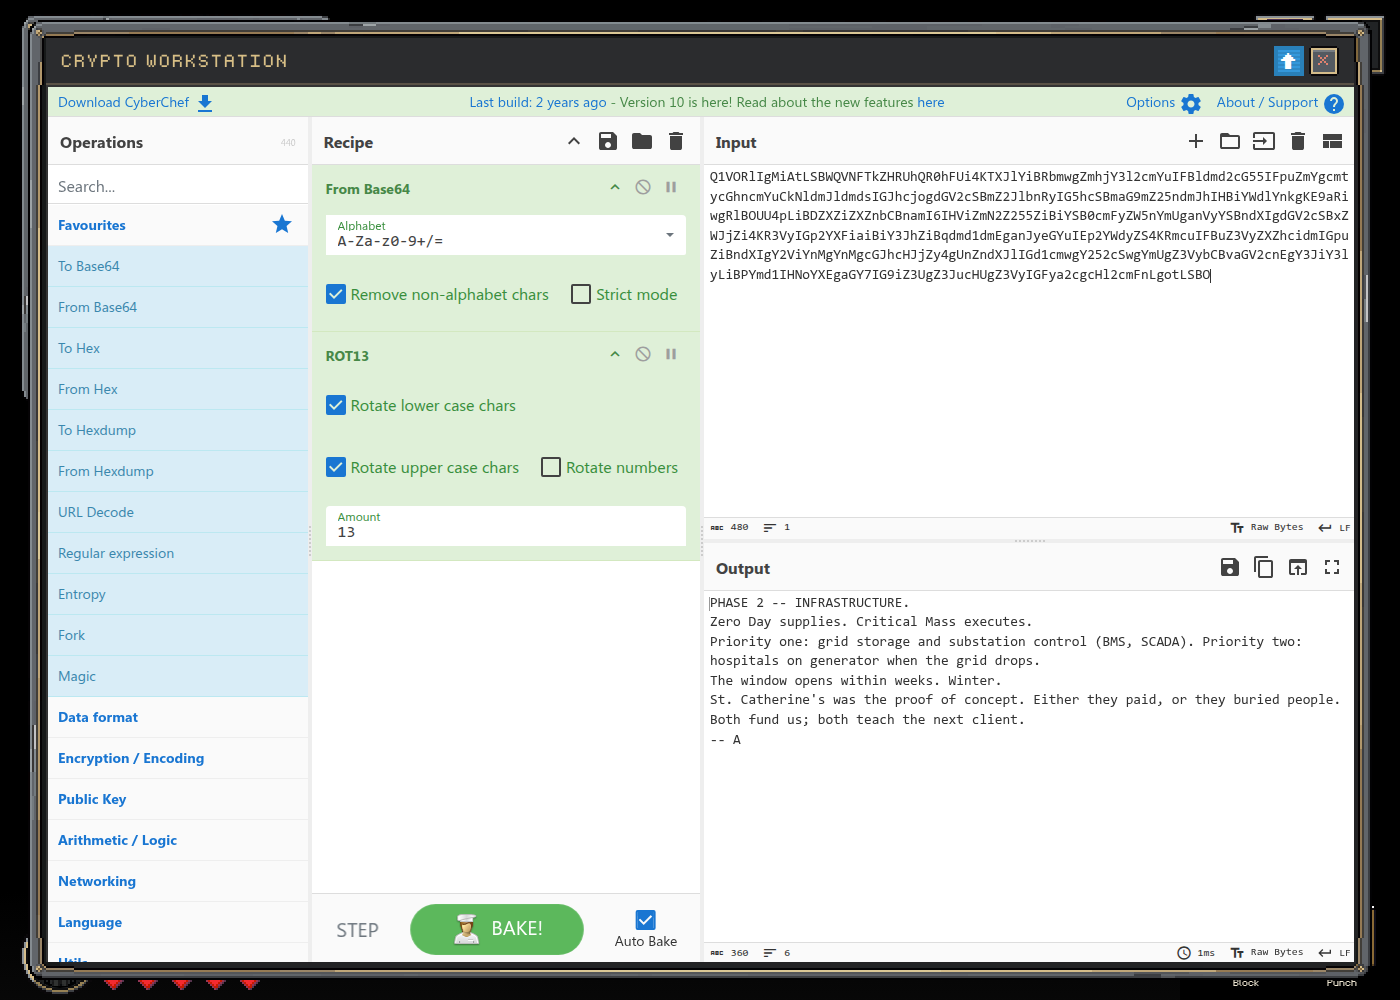 CRYPTO WORKSTATION
Download CyberChef
Last build: 2 years ago - Version 10 is here! Read about the new features here
Options
About / Support
Operations
440
Search...
Favourites
To Base64
From Base64
To Hex
From Hex
To Hexdump
From Hexdump
URL Decode
Regular expression
Entropy
Fork
Magic
Data format
Encryption / Encoding
Public Key
Arithmetic / Logic
Networking
Language
Recipe
From Base64
Alphabet
A-Za-z0-9+/=
Remove non-alphabet chars
Strict mode
ROT13
Rotate lower case chars
Rotate upper case chars
Rotate numbers
Amount
13
STEP
BAKE!
Auto Bake
Input
Q1VORlIgMiAtLSBWQVNFTkZHRUhQR0hFUi4KTXJlYiBRbmwgZmhjY3l2cmYuIFBldmd2cG55IFpuZmYgcmt
ycGhncmYuCkNldmJldmdsIGJhcjogdGV2cSBmZ2JlbnRyIG5hcSBmaG9mZ25ndmJhIHBiYWdlYnkgKE9aRi
wgRlBOUU4pLiBDZXZiZXZnbCBnamI6IHViZmN2Z255ZiBiYSB0cmFyZW5nYmUganVyYSBndXIgdGV2cSBxZ
WJjZi4KR3VyIGp2YXFiaiBiY3JhZiBqdmd1dmEganJyeGYuIEp2YWdyZS4KRmcuIFBuZ3VyZXZhcidmIGpu
ZiBndXIgY2ViYnMgYnMgcGJhcHJjZy4gUnZndXJlIGd1cmwgY252cSwgYmUgZ3VybCBvaGV2cnEgY3JiY3l
yLiBPYmd1IHNoYXEgaGY7IG9iZ3UgZ3JucHUgZ3VyIGFya2cgcHl2cmFnLgotLSBO
480
1
Raw Bytes
LF
Output
PHASE 2 -- INFRASTRUCTURE.
Zero Day supplies. Critical Mass executes.
Priority one: grid storage and substation control (BMS, SCADA). Priority two:
hospitals on generator when the grid drops.
The window opens within weeks. Winter.
St. Catherine's was the proof of concept. Either they paid, or they buried people.
Both fund us; both teach the next client.
-- A
360
6
1ms
Raw Bytes
LF
Block
Punch